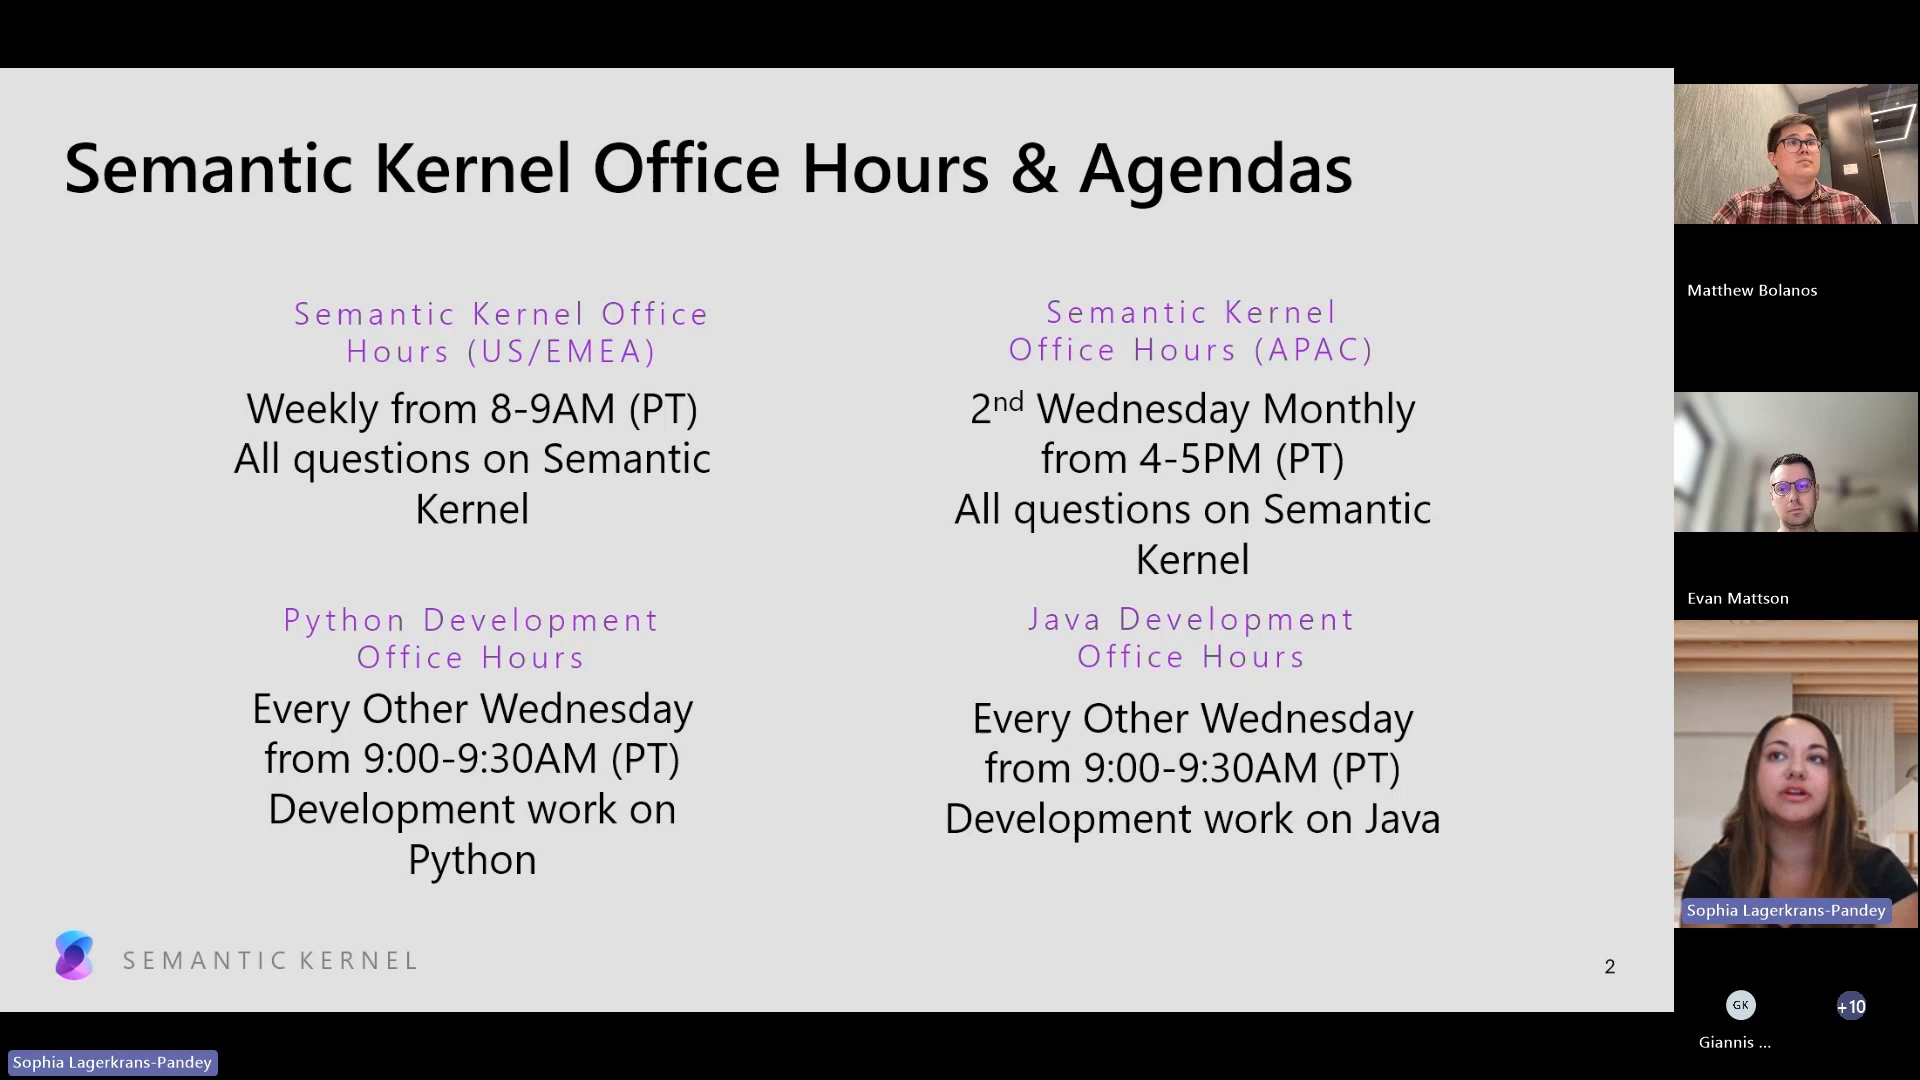 Semantic Kernel Office Hours & Agendas
Semantic Kernel Office
Hours (US/EMEA)
Weekly from 8-9AM (PT)
All questions on Semantic
Kernel
Semantic Kernel
Office Hours (APAC)
2nd Wednesday Monthly
from 4-5PM (PT)
All questions on Semantic
Kernel
Python Development
Office Hours
Every Other Wednesday
from 9:00-9:30AM (PT)
Development work on
Python
Java Development
Office Hours
Every Other Wednesday
from 9:00-9:30AM (PT)
Development work on Java
SEMANTIC KERNEL
2
Matthew Bolanos
Evan Mattson
Sophia Lagerkrans-Pandey
GK
+10
Giannis ...
Sophia Lagerkrans-Pandey